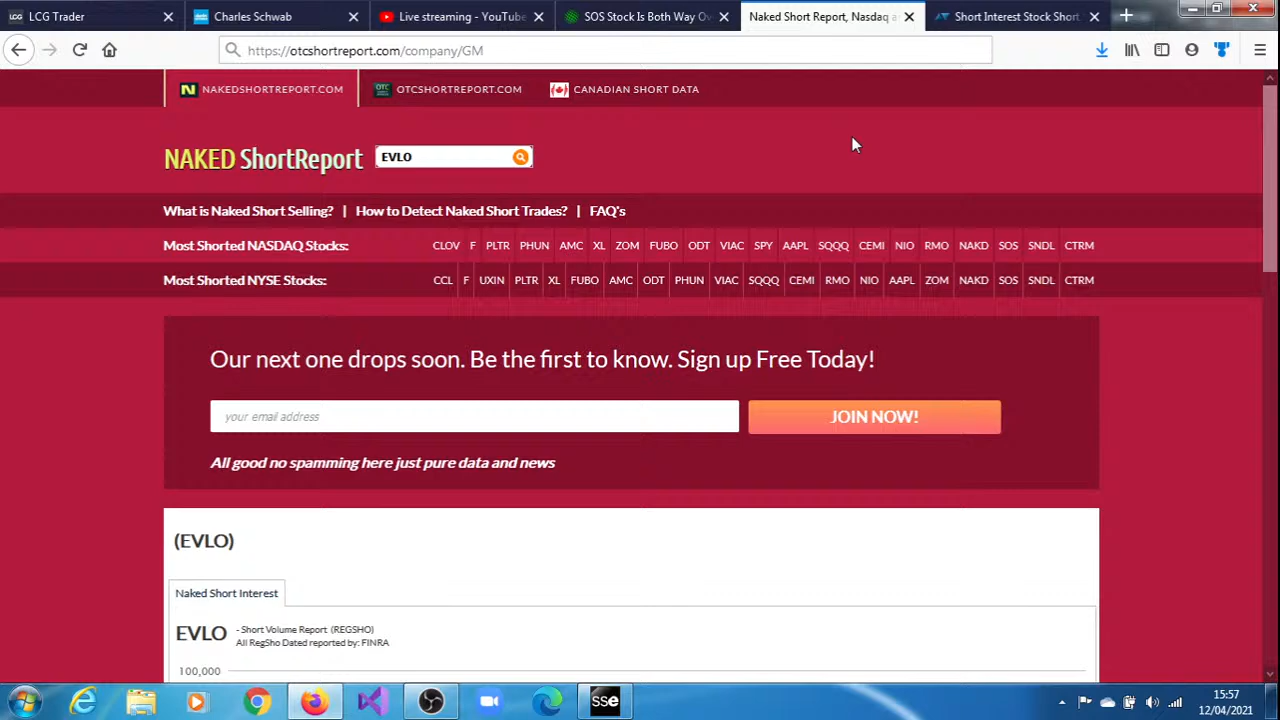 LCG Trader
Charles Schwab
Live streaming - YouTube
SOS Stock Is Both Way Ov
Naked Short Report, Nasdaq a
Short Interest Stock Short
https://otcshortreport.com/company/GM
NAKEDSHORTREPORT.COM
OTCSHORTREPORT.COM
CANADIAN SHORT DATA
NAKED ShortReport
EVLO
What is Naked Short Selling? | How to Detect Naked Short Trades? | FAQ's
Most Shorted NASDAQ Stocks: CLOV F PLTR PHUN AMC XL ZOM FUBO ODT VIAC SPY AAPL SQQQ CEMI NIO RMO NAKD SOS SNDL CTRM
Most Shorted NYSE Stocks: CCL F UXIN PLTR XL FUBO AMC ODT PHUN VIAC SQQQ CEMI RMO NIO AAPL ZOM NAKD SOS SNDL CTRM
Our next one drops soon. Be the first to know. Sign up Free Today!
your email address
JOIN NOW!
All good no spamming here just pure data and news
(EVLO)
Naked Short Interest
EVLO
- Short Volume Report (REGSHO)
All RegSho Dated reported by: FINRA
100,000
SSe
15:57
12/04/2021